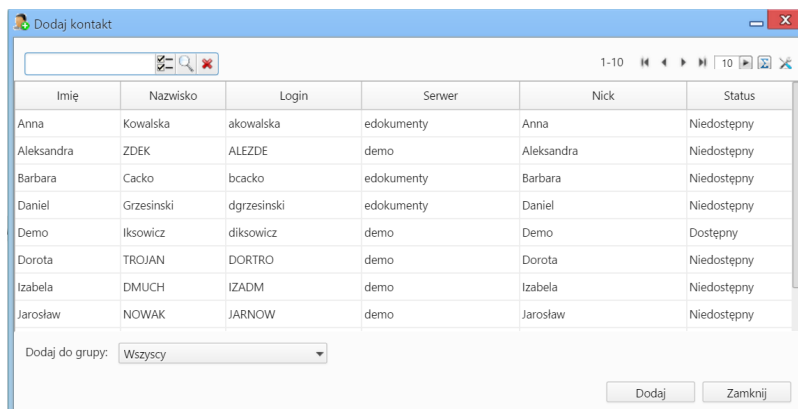 Dodaj kontakt
1-10 10
Imię Nazwisko Login Serwer Nick Status
Anna Kowalska akowalska edokumenty Anna Niedostępny
Aleksandra ZDEK ALEZDE demo Aleksandra Niedostępny
Barbara Cacko bcacko edokumenty Barbara Niedostępny
Daniel Grzesinski dgrzesinski edokumenty Daniel Niedostępny
Demo Iksowicz diksowicz demo Demo Dostępny
Dorota TROJAN DORTRO demo Dorota Niedostępny
Izabela DMUCH IZADM demo Izabela Niedostępny
Jarosław NOWAK JARNOW demo Jarosław Niedostępny
Dodaj do grupy: Wszyscy
Dodaj Zamknij